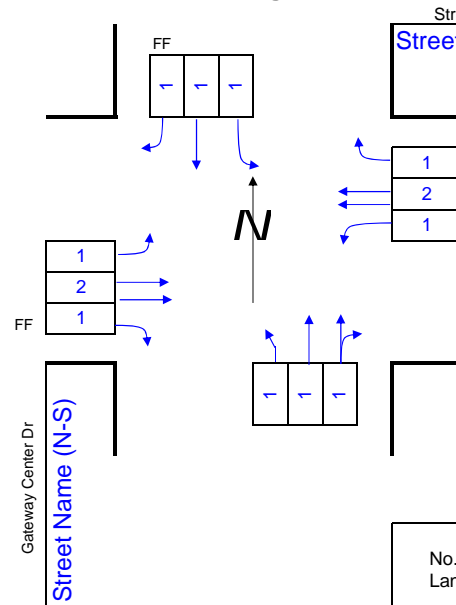 Str
Street
FF
1 1 1
1
2
1
N
1
2
1
FF
1 1 1
Gateway Center Dr
Street Name (N-S)
No.
Lan